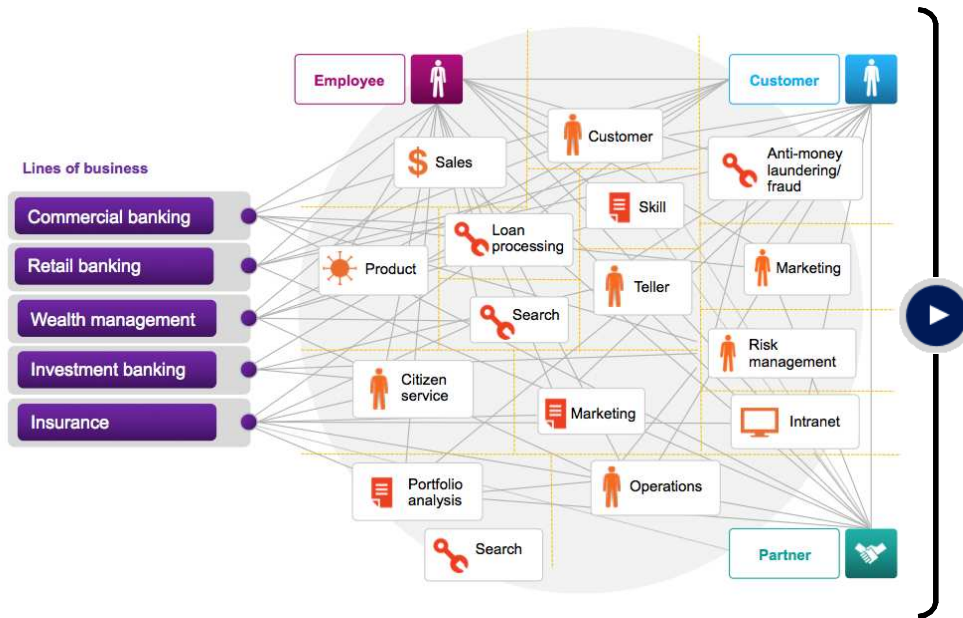 Employee
Customer
Customer
Sales
Anti-money
laundering/
fraud
Lines of business
Skill
Commercial banking
Loan
processing
Retail banking
Product
Marketing
Teller
Wealth management
Search
Risk
management
Investment banking
Citizen
service
Insurance
Marketing
Intranet
Portfolio
analysis
Operations
Search
Partner